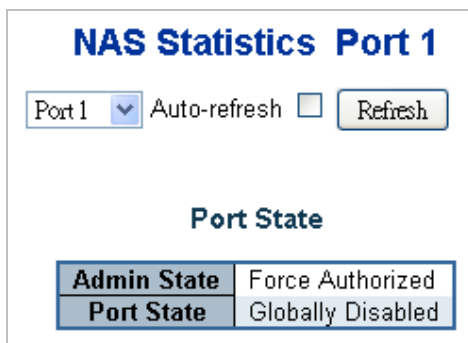 NAS Statistics Port 1
Port 1 Auto-refresh Refresh
Port State
Admin State Force Authorized
Port State Globally Disabled